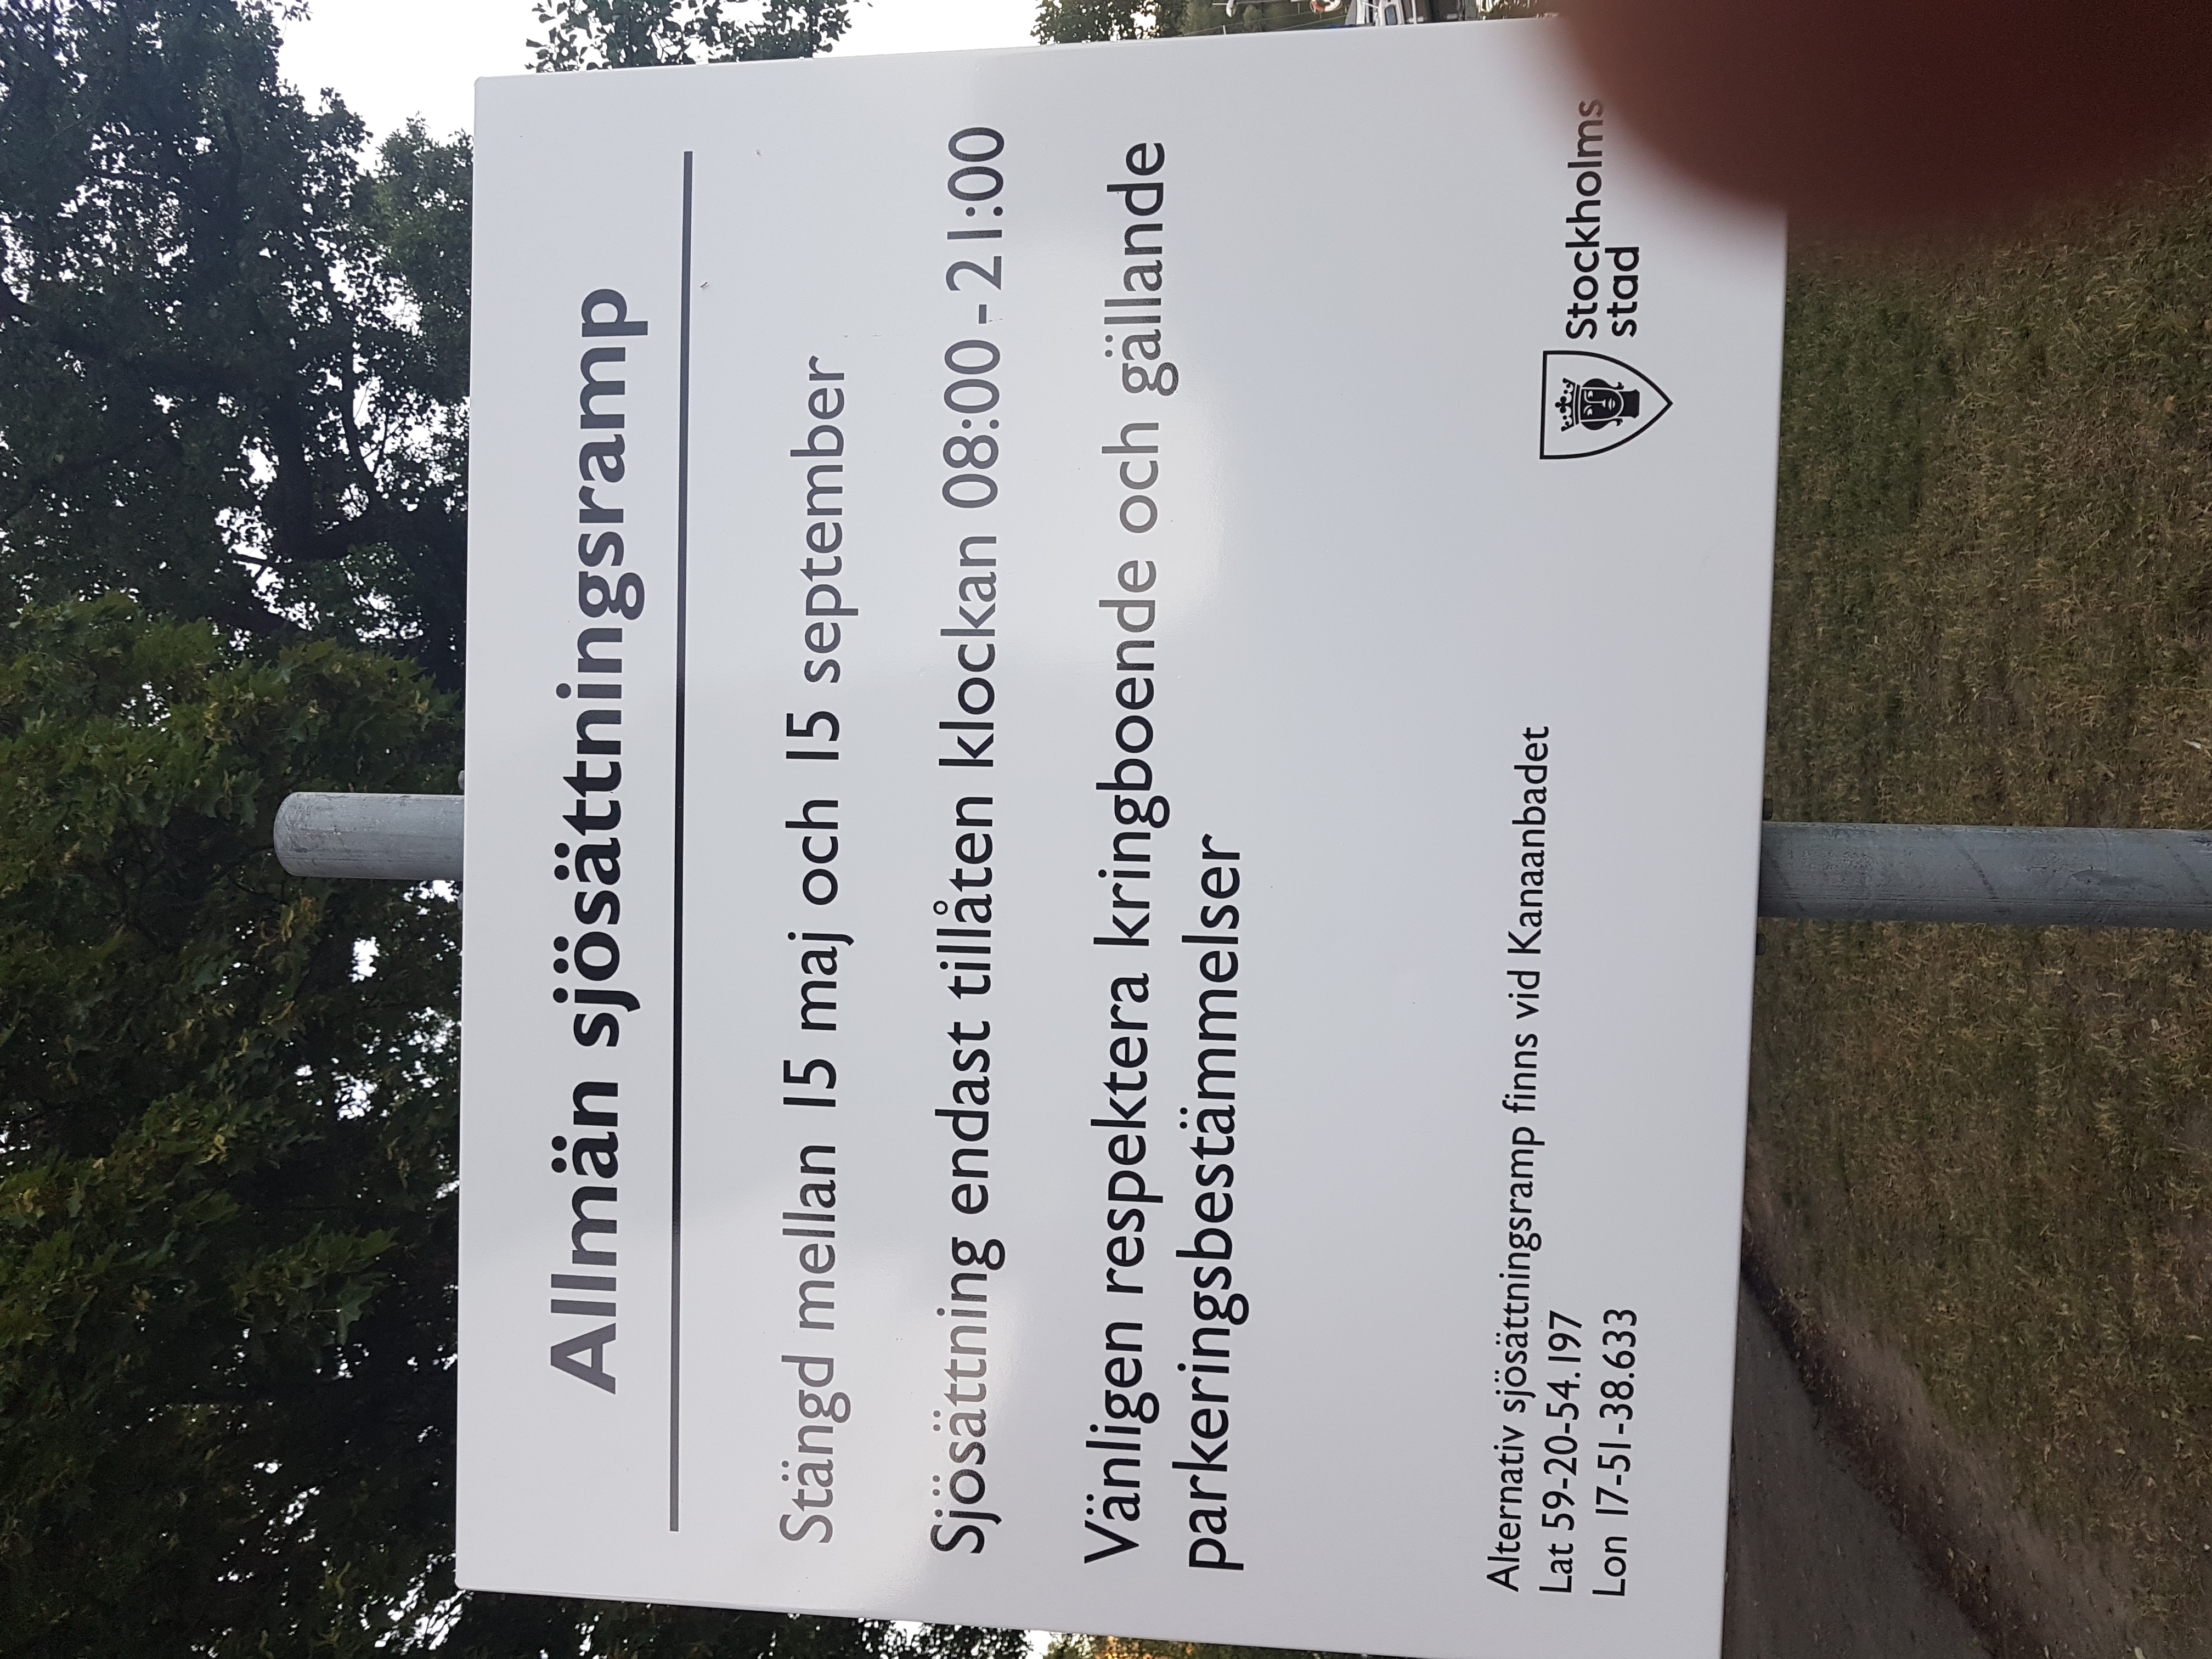 Allmän sjösättningsramp
Stängd mellan 15 maj och 15 september
Sjösättning endast tillåten klockan 08:00 - 21:00
Vänligen respektera kringboende och gällande
parkeringsbestämmelser
Alternativ sjösättningsramp finns vid Kanaanbadet
Lat 59-20-54.197
Lon 17-51-38.633
Stockholms
stad